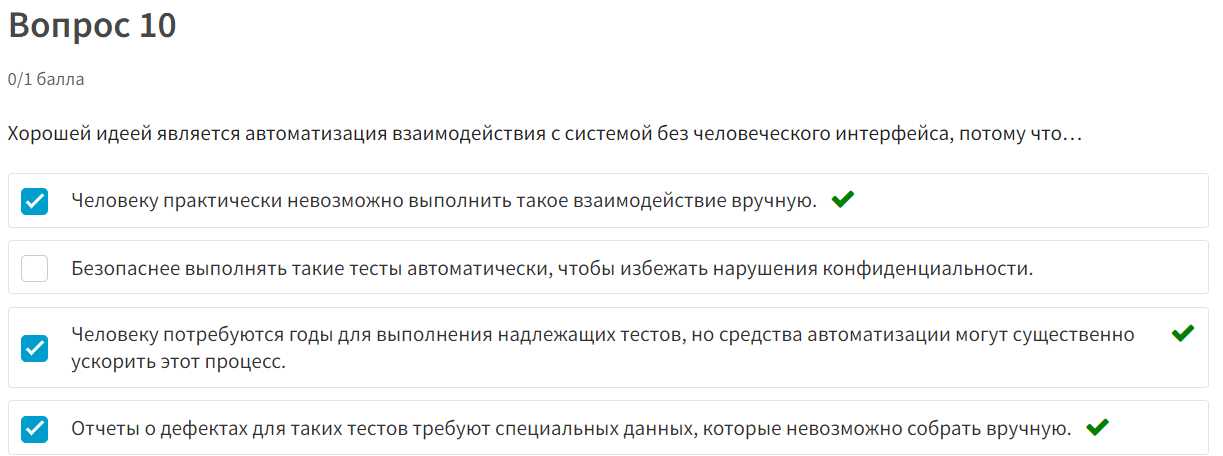 Вопрос 10
0/1 балла
Хорошей идеей является автоматизация взаимодействия с системой без человеческого интерфейса, потому что…
Человеку практически невозможно выполнить такое взаимодействие вручную.
Безопаснее выполнять такие тесты автоматически, чтобы избежать нарушения конфиденциальности.
Человеку потребуются годы для выполнения надлежащих тестов, но средства автоматизации могут существенно
ускорить этот процесс.
Отчеты о дефектах для таких тестов требуют специальных данных, которые невозможно собрать вручную.